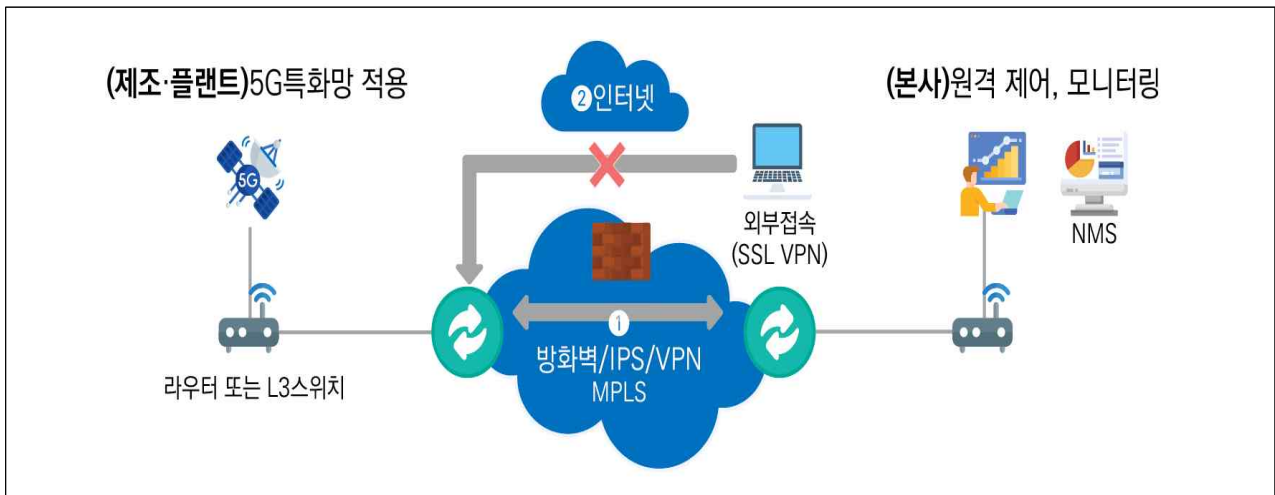 (제조·플랜트)5G특화망 적용
❷인터넷
(본사)원격 제어, 모니터링
5G
외부접속
(SSL VPN)
NMS
❶
방화벽/IPS/VPN
MPLS
라우터 또는 L3스위치